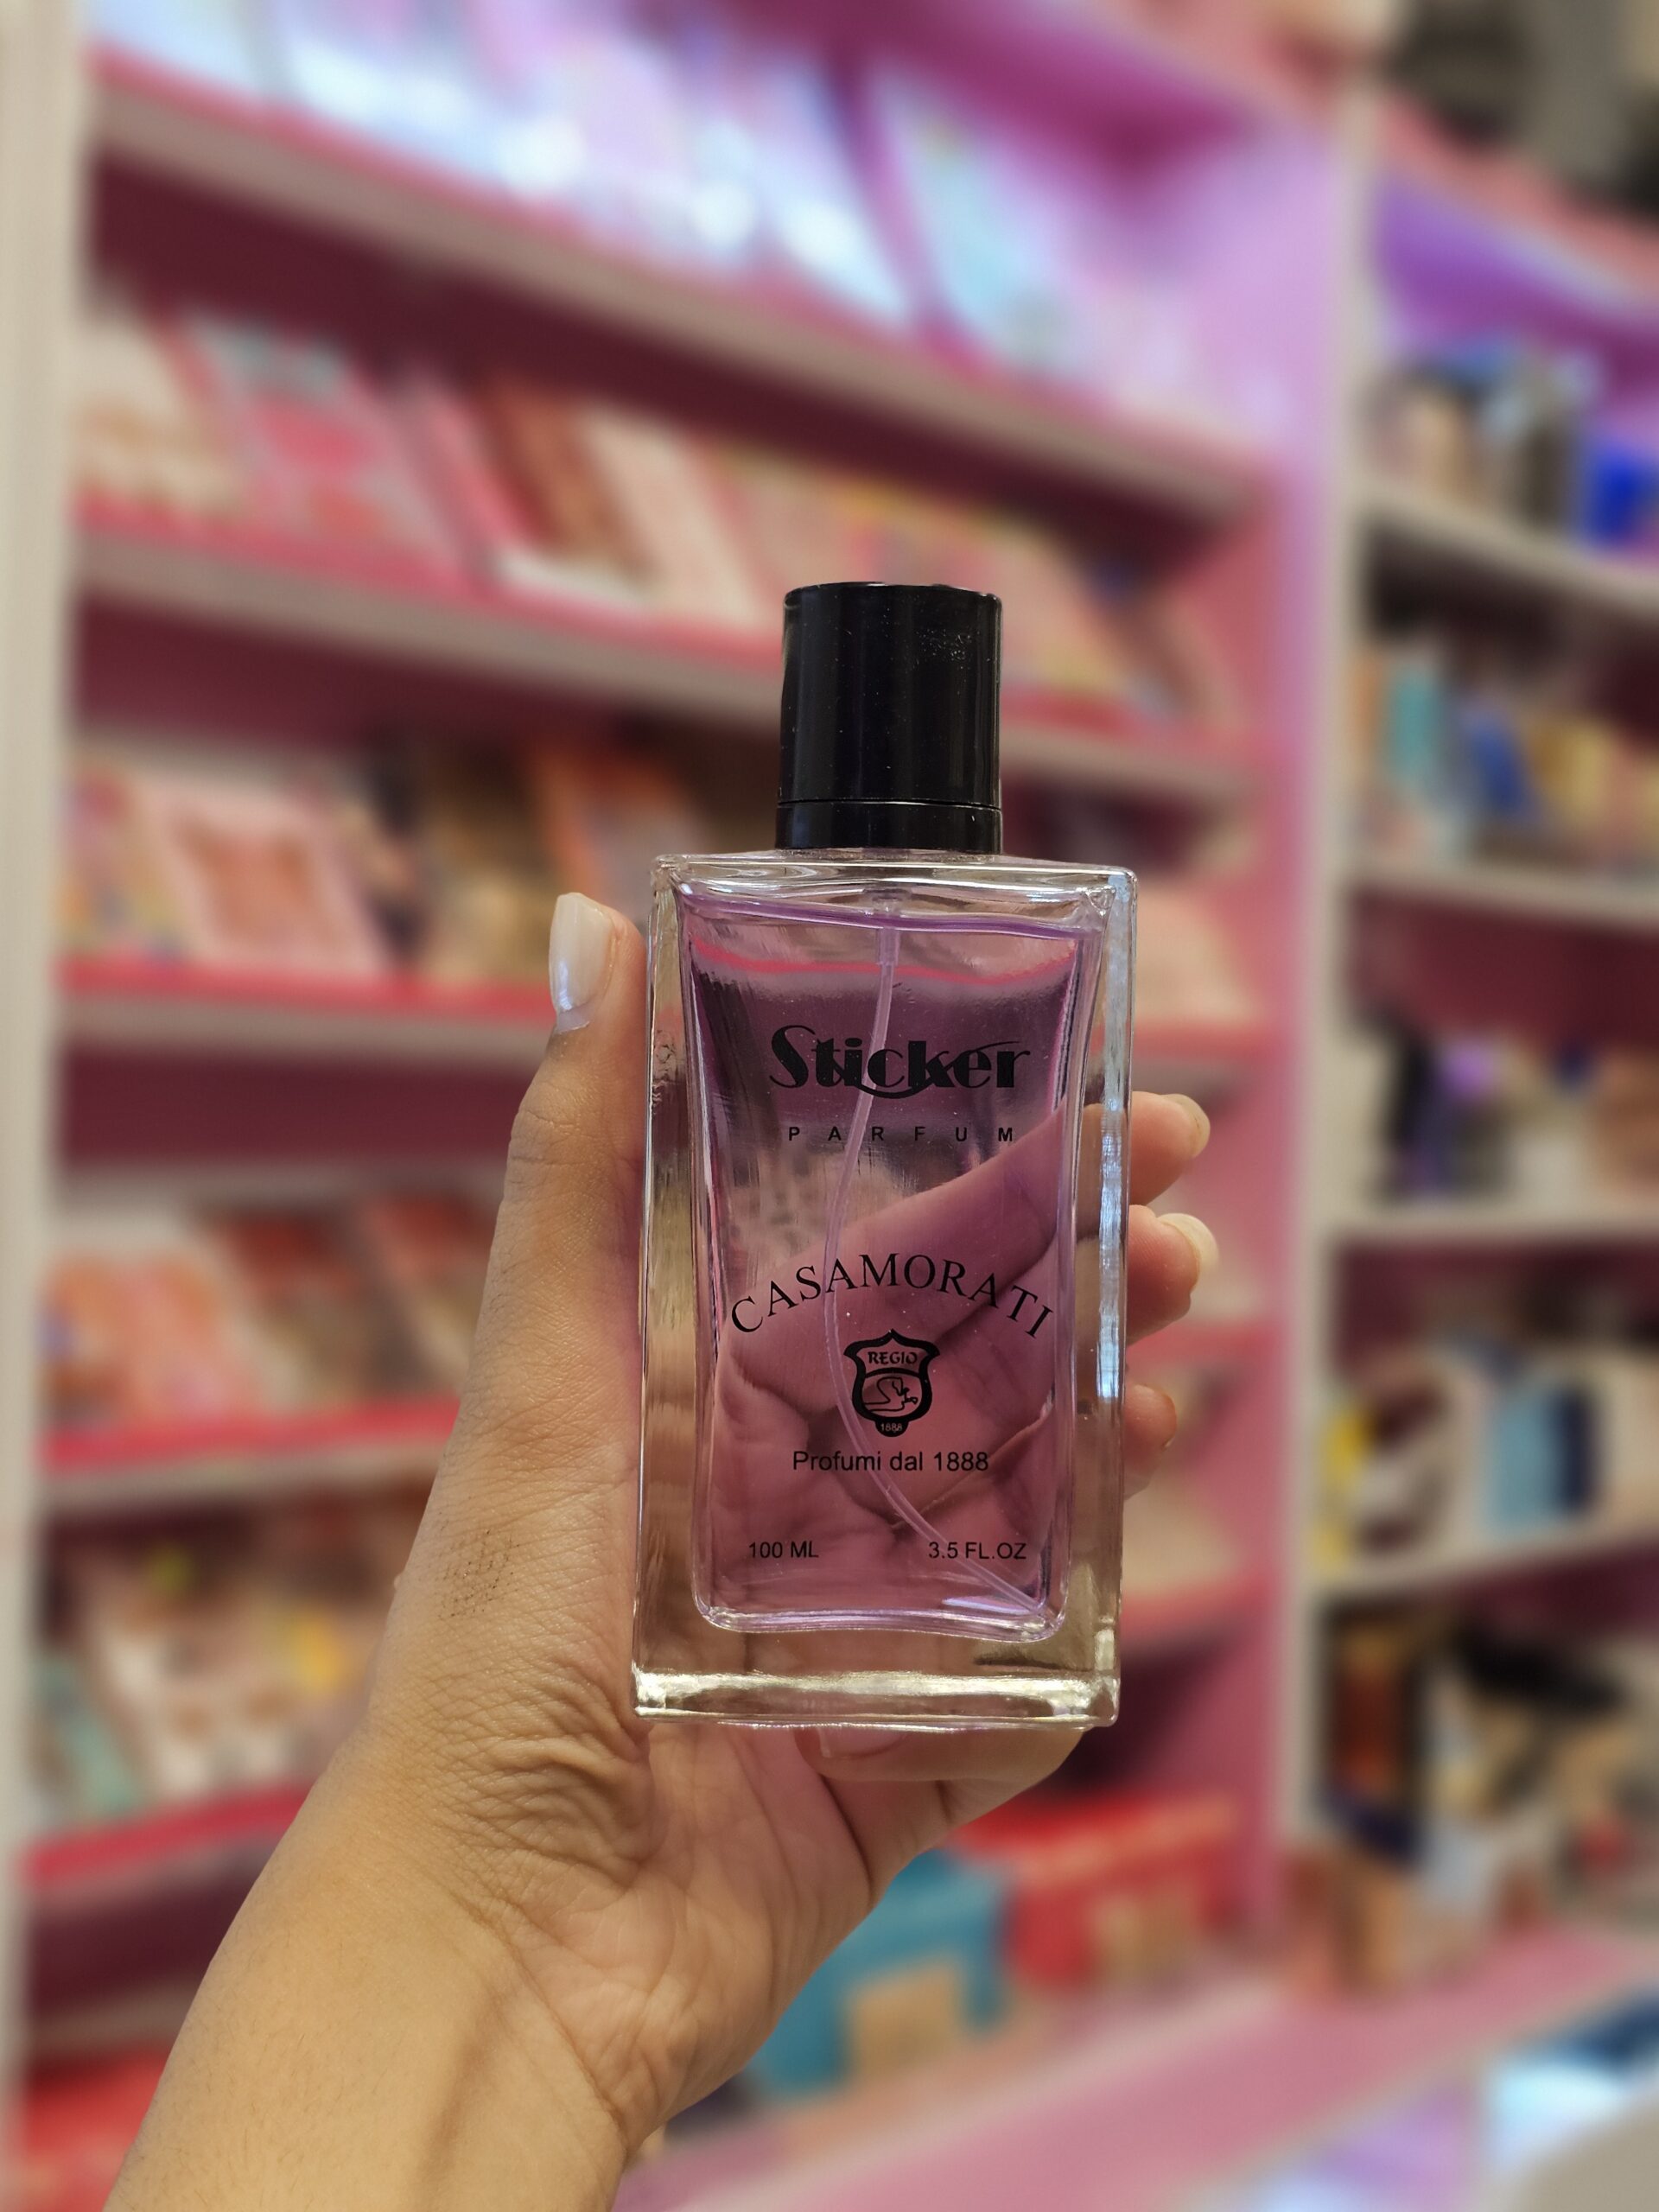 Sticker
PARFUM
CASAMORATI
REGIO
1888
Profumi dal 1888
100 ML 3.5 FL.OZ